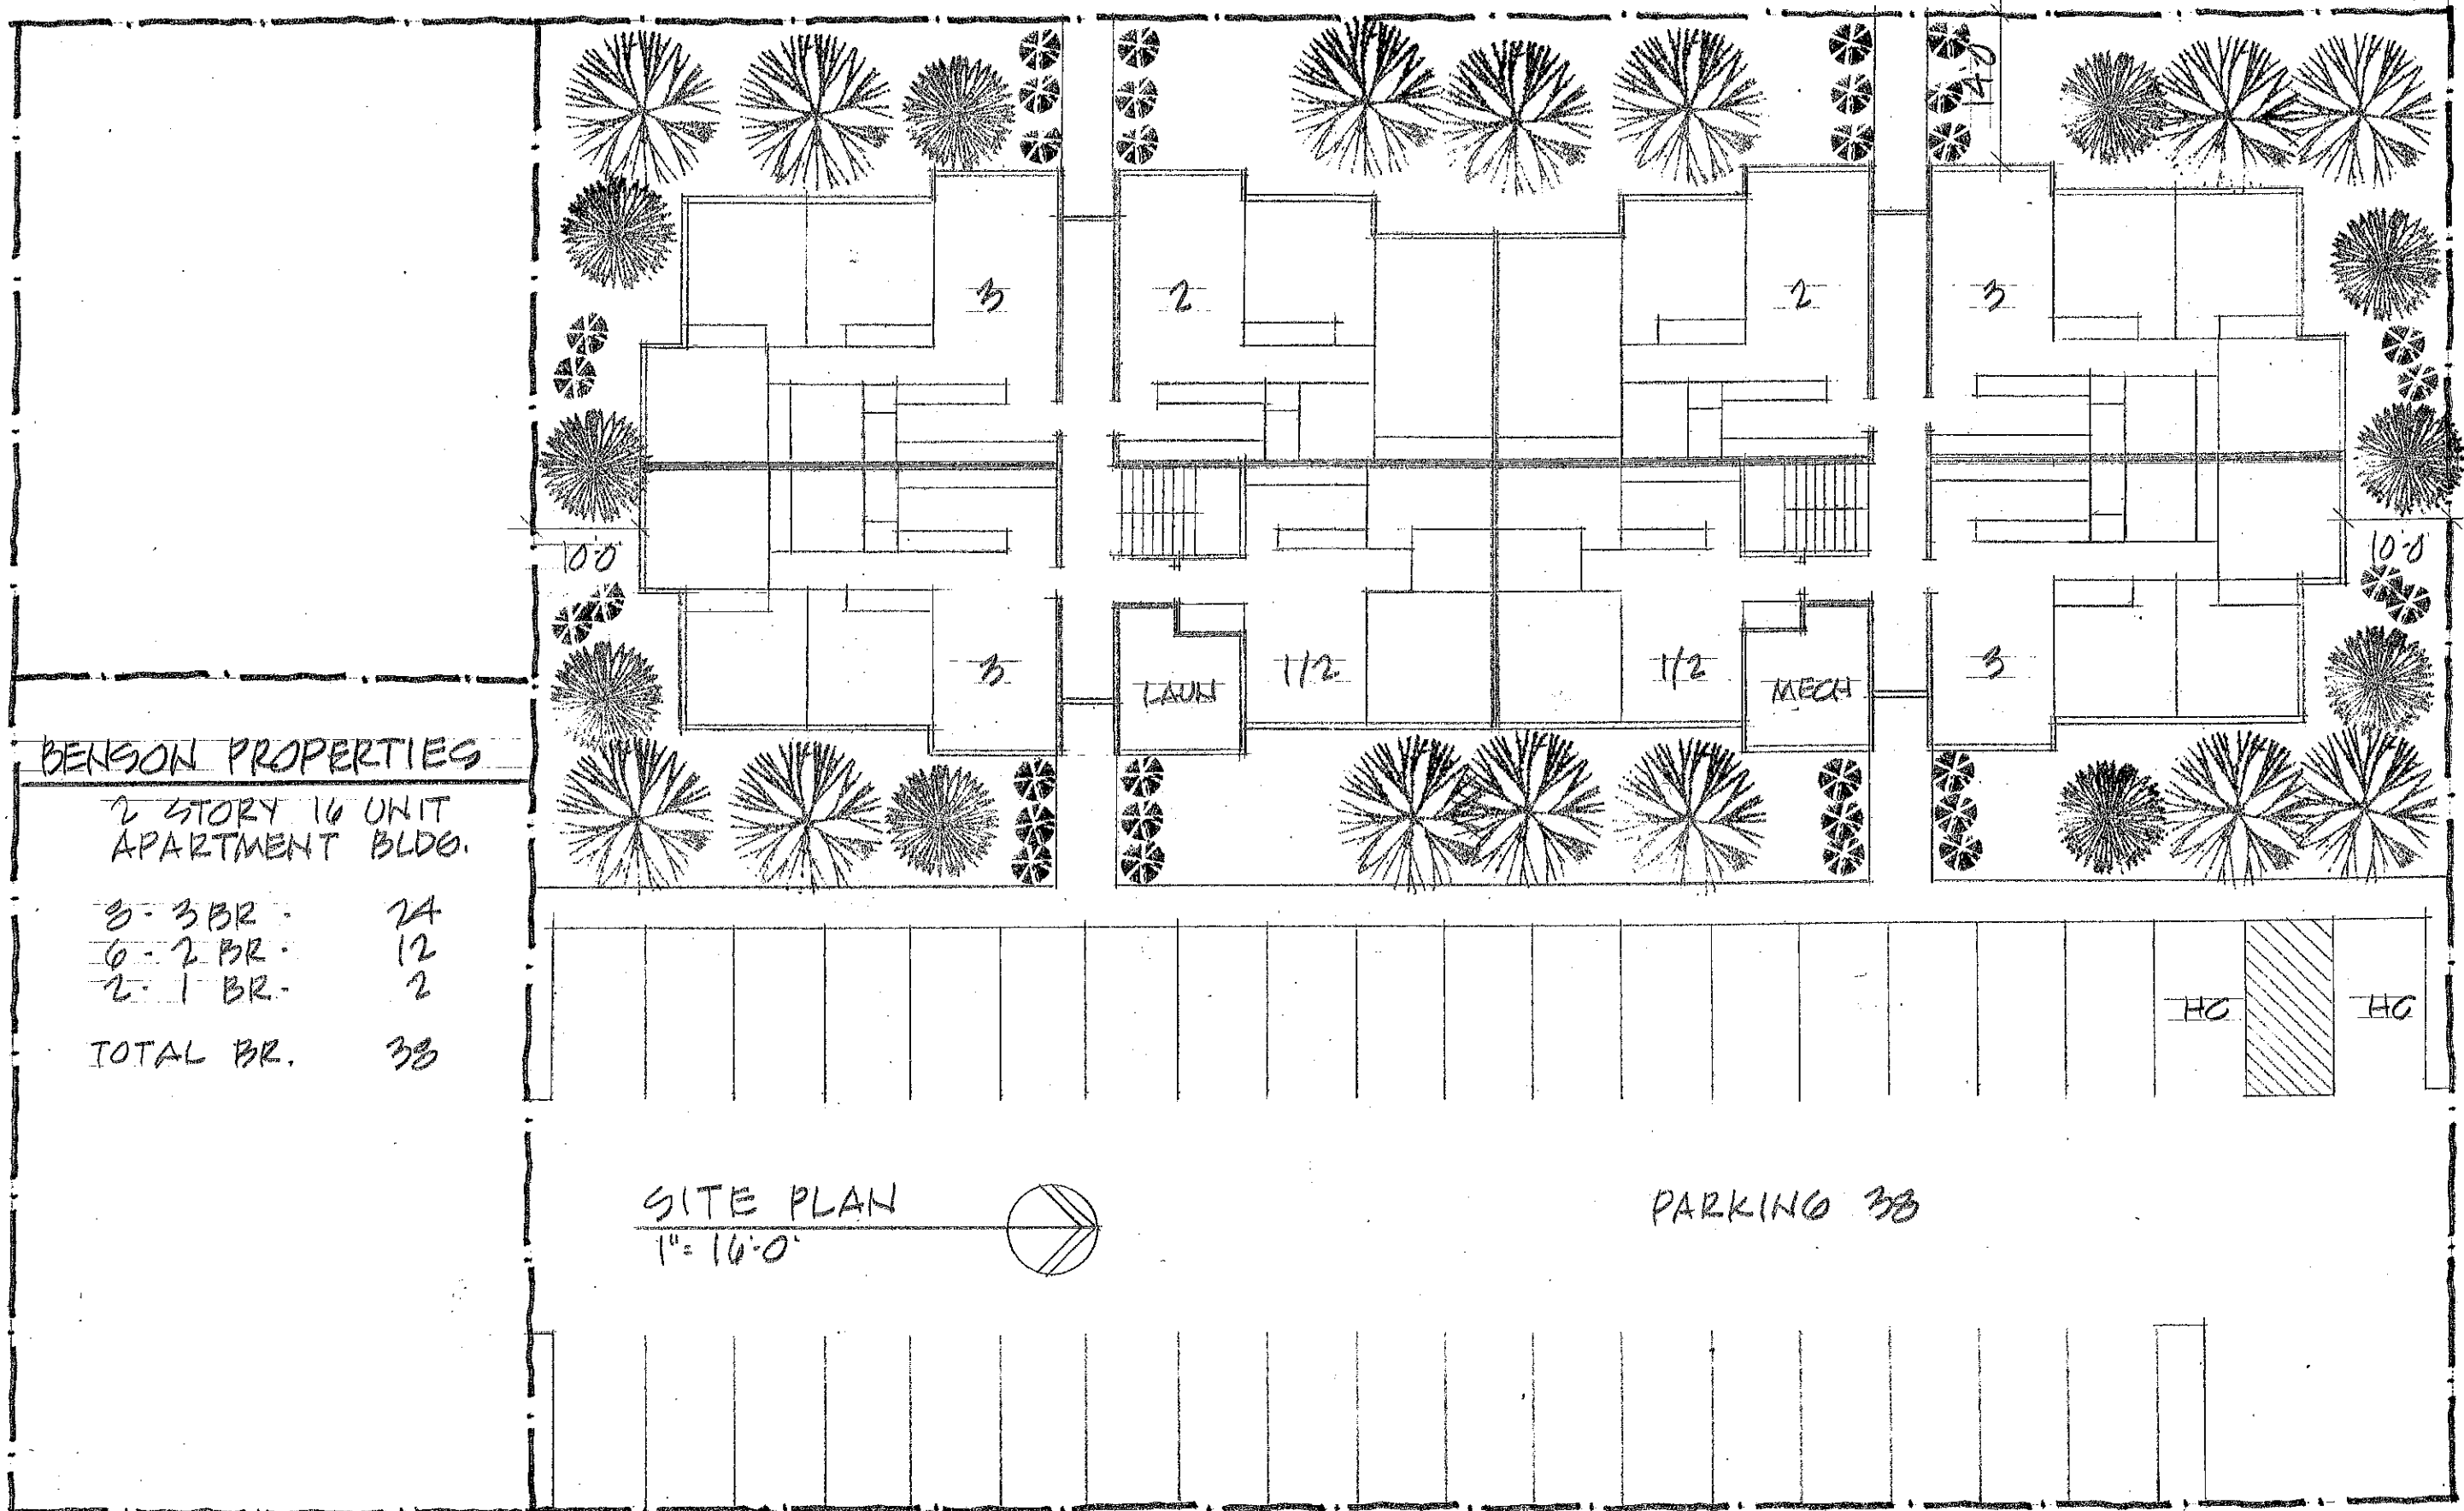 14-0
3
2
2
3
10'0
10-0
3
LAUN
1/2
1/2
MECH
3
BENSON PROPERTIES
2 STORY 16 UNIT
APARTMENT BLDG.
8 - 3 BR - 24
6 - 2 BR - 12
2 - 1 BR - 2
TOTAL BR. 38
HC
HC
SITE PLAN
1" = 16'-0"
PARKING 38